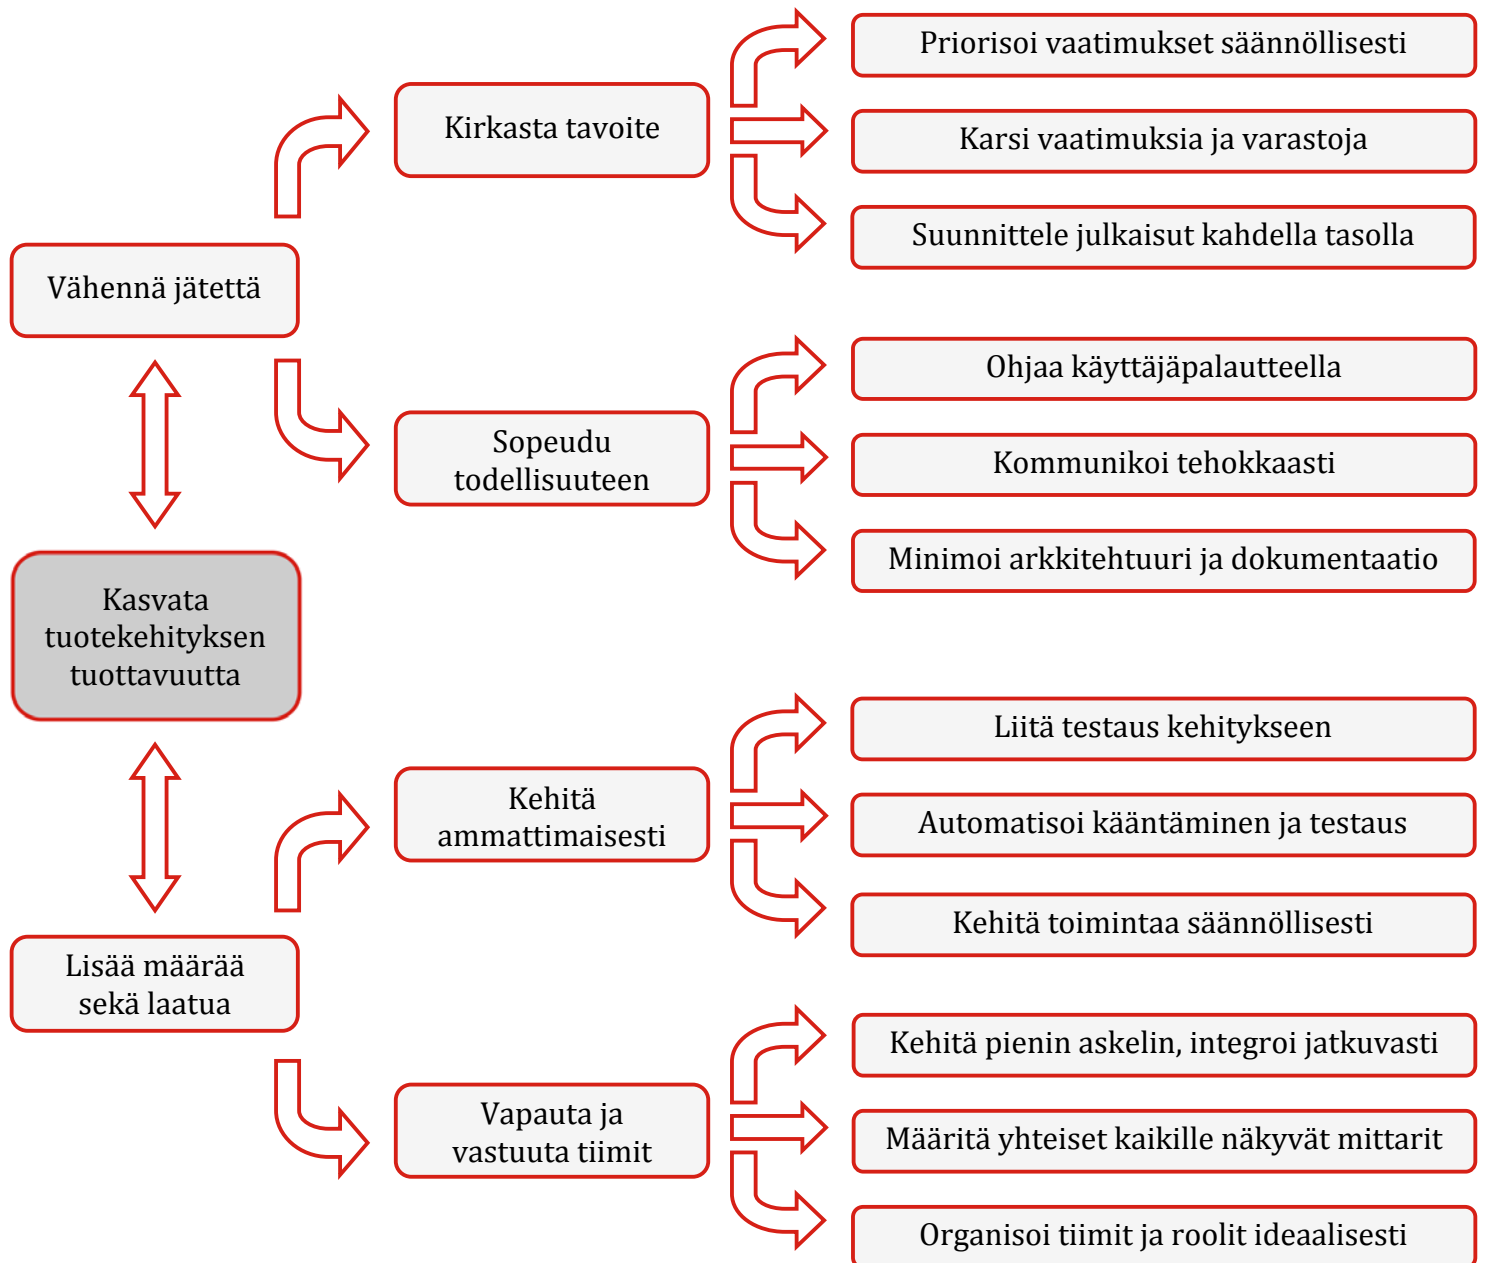 Priorisoi vaatimukset säännöllisesti
Kirkasta tavoite
Karsi vaatimuksia ja varastoja
Suunnittele julkaisut kahdella tasolla
Vähennä jätettä
Ohjaa käyttäjäpalautteella
Sopeudu
todellisuuteen
Kommunikoi tehokkaasti
Minimoi arkkitehtuuri ja dokumentaatio
Kasvata
tuotekehityksen
tuottavuutta
Liitä testaus kehitykseen
Kehitä
ammattimaisesti
Automatisoi kääntäminen ja testaus
Kehitä toimintaa säännöllisesti
Lisää määrää
sekä laatua
Kehitä pienin askelin, integroi jatkuvasti
Vapauta ja
vastuuta tiimit
Määritä yhteiset kaikille näkyvät mittarit
Organisoi tiimit ja roolit ideaalisesti